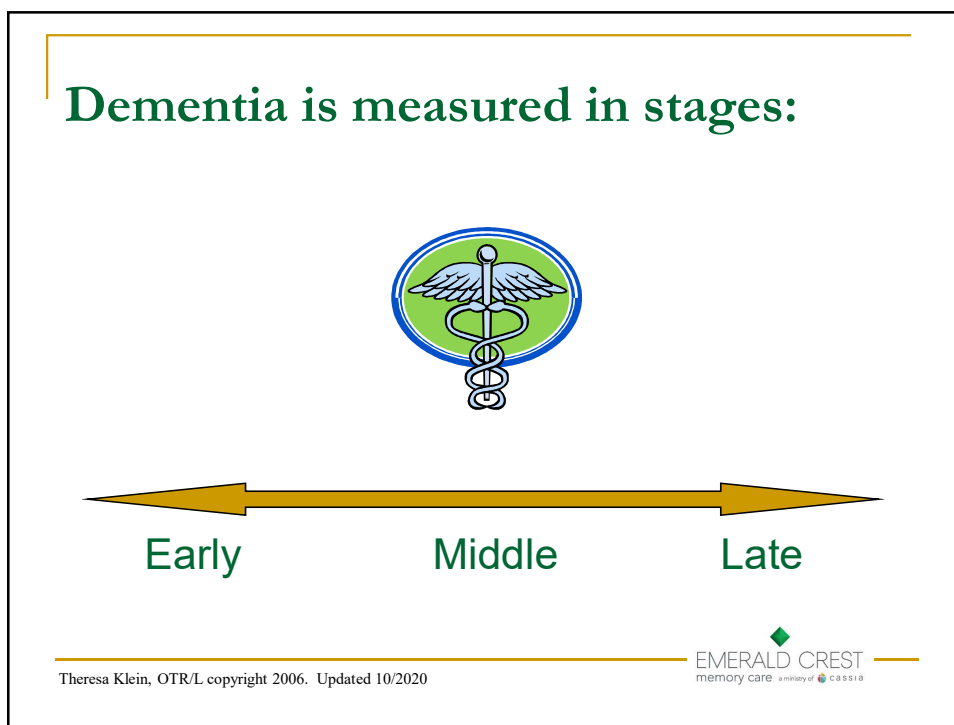 Dementia is measured in stages:
Early Middle Late
Theresa Klein, OTR/L copyright 2006. Updated 10/2020
EMERALD CREST
memory care a ministry of cassia